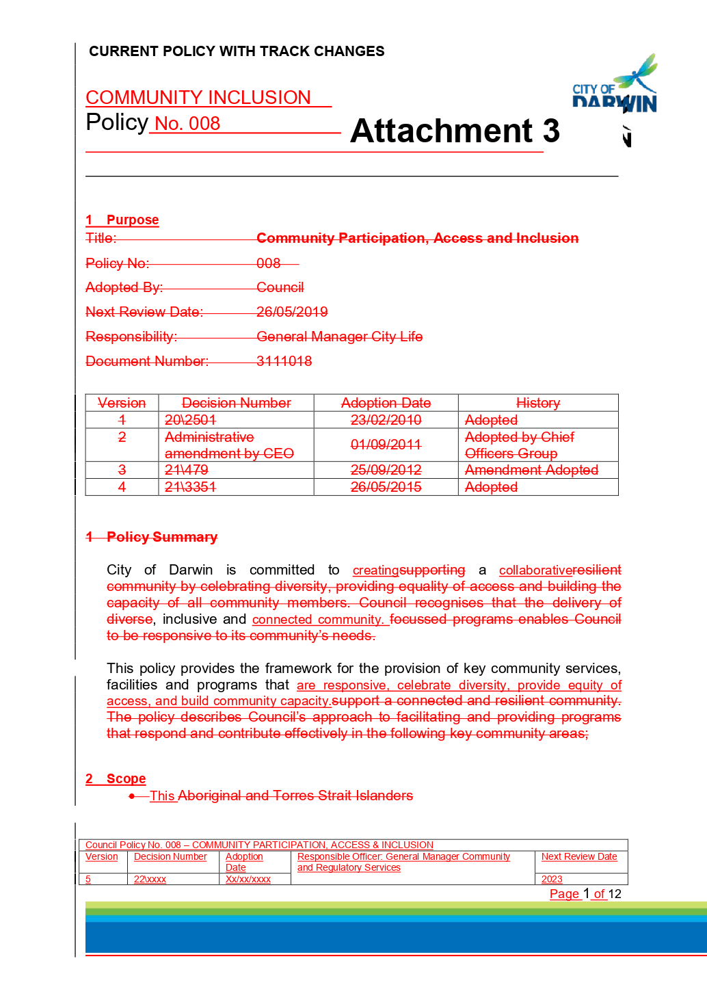 CURRENT POLICY WITH TRACK CHANGES
CITY OF
DARWIN
COMMUNITY INCLUSION
Policy No. 008
Attachment 3
N
1 Purpose
Title: Community Participation, Access and Inclusion
Policy No: 008
Adopted By: Council
Next Review Date: 26/05/2019
Responsibility: General Manager City Life
Document Number: 3111018
Version Decision Number Adoption Date History
1 20\2501 23/02/2010 Adopted
2 Administrative amendment by CEO 01/09/2011 Adopted by Chief Officers Group
3 21\479 25/09/2012 Amendment Adopted
4 21\3351 26/05/2015 Adopted
1 Policy Summary
City of Darwin is committed to creatingsupporting a collaborativeresilient
community by celebrating diversity, providing equality of access and building the
capacity of all community members. Council recognises that the delivery of
diverse, inclusive and connected community. focussed programs enables Council
to be responsive to its community’s needs.
This policy provides the framework for the provision of key community services,
facilities and programs that are responsive, celebrate diversity, provide equity of
access, and build community capacity.support a connected and resilient community.
The policy describes Council’s approach to facilitating and providing programs
that respond and contribute effectively in the following key community areas;
2 Scope
• This Aboriginal and Torres Strait Islanders
Council Policy No. 008 – COMMUNITY PARTICIPATION, ACCESS & INCLUSION
Version Decision Number Adoption Date Responsible Officer: General Manager Community and Regulatory Services Next Review Date
5 22\xxxx Xx/xx/xxxx 2023
Page 1 of 12